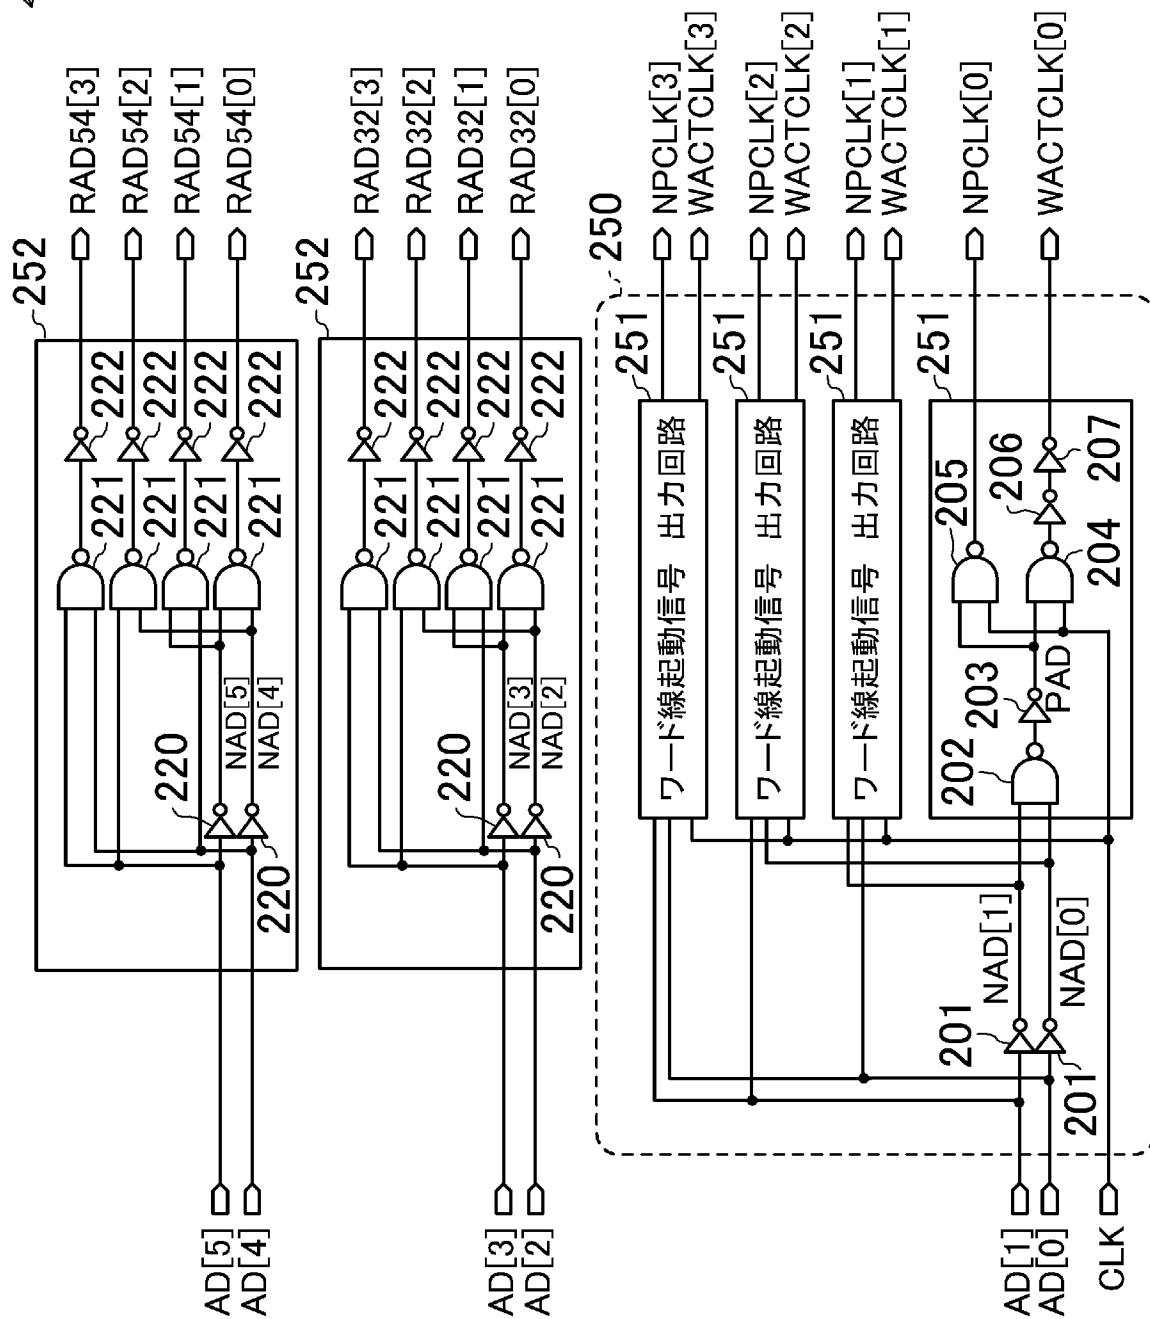 252
RAD54[3]
RAD54[2]
RAD54[1]
RAD54[0]
222
222
222
222
221
221
221
221
220
NAD[5]
NAD[4]
220
AD[5]
AD[4]
252
RAD32[3]
RAD32[2]
RAD32[1]
RAD32[0]
222
222
222
222
221
221
221
221
220
NAD[3]
NAD[2]
220
AD[3]
AD[2]
250
251
ワード線起動信号 出力回路
NPCLK[3]
WACTCLK[3]
251
ワード線起動信号 出力回路
NPCLK[2]
WACTCLK[2]
251
ワード線起動信号 出力回路
NPCLK[1]
WACTCLK[1]
251
NPCLK[0]
WACTCLK[0]
205
206
207
204
203
PAD
202
NAD[1]
NAD[0]
201
201
AD[1]
AD[0]
CLK